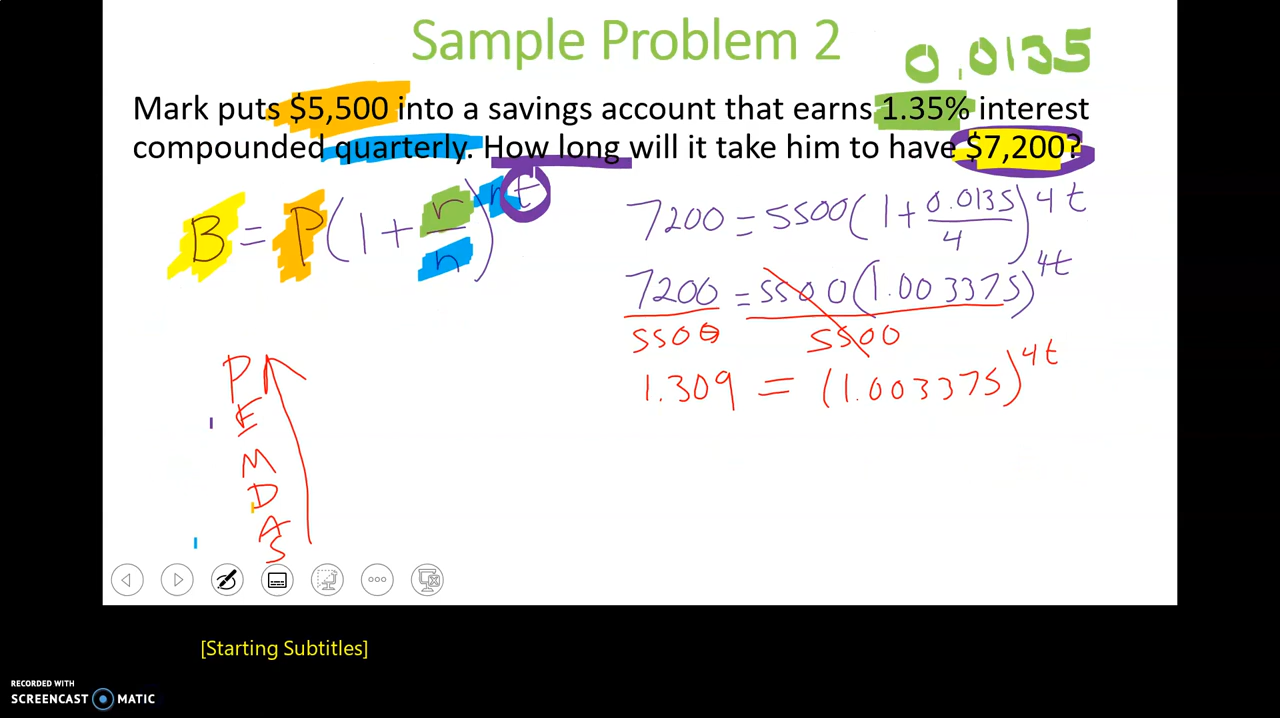 Sample Problem 2
0.0135
Mark puts $5,500 into a savings account that earns 1.35% interest
compounded quarterly. How long will it take him to have $7,200?
B = P(1 + r/n)^nt
7200 = 5500(1 + 0.0135/4)^4t
7200 = 5500(1.003375)^4t
5500 5500
1.309 = (1.003375)^4t
P
E
M
D
A
S
[Starting Subtitles]
RECORDED WITH
SCREENCAST MATIC